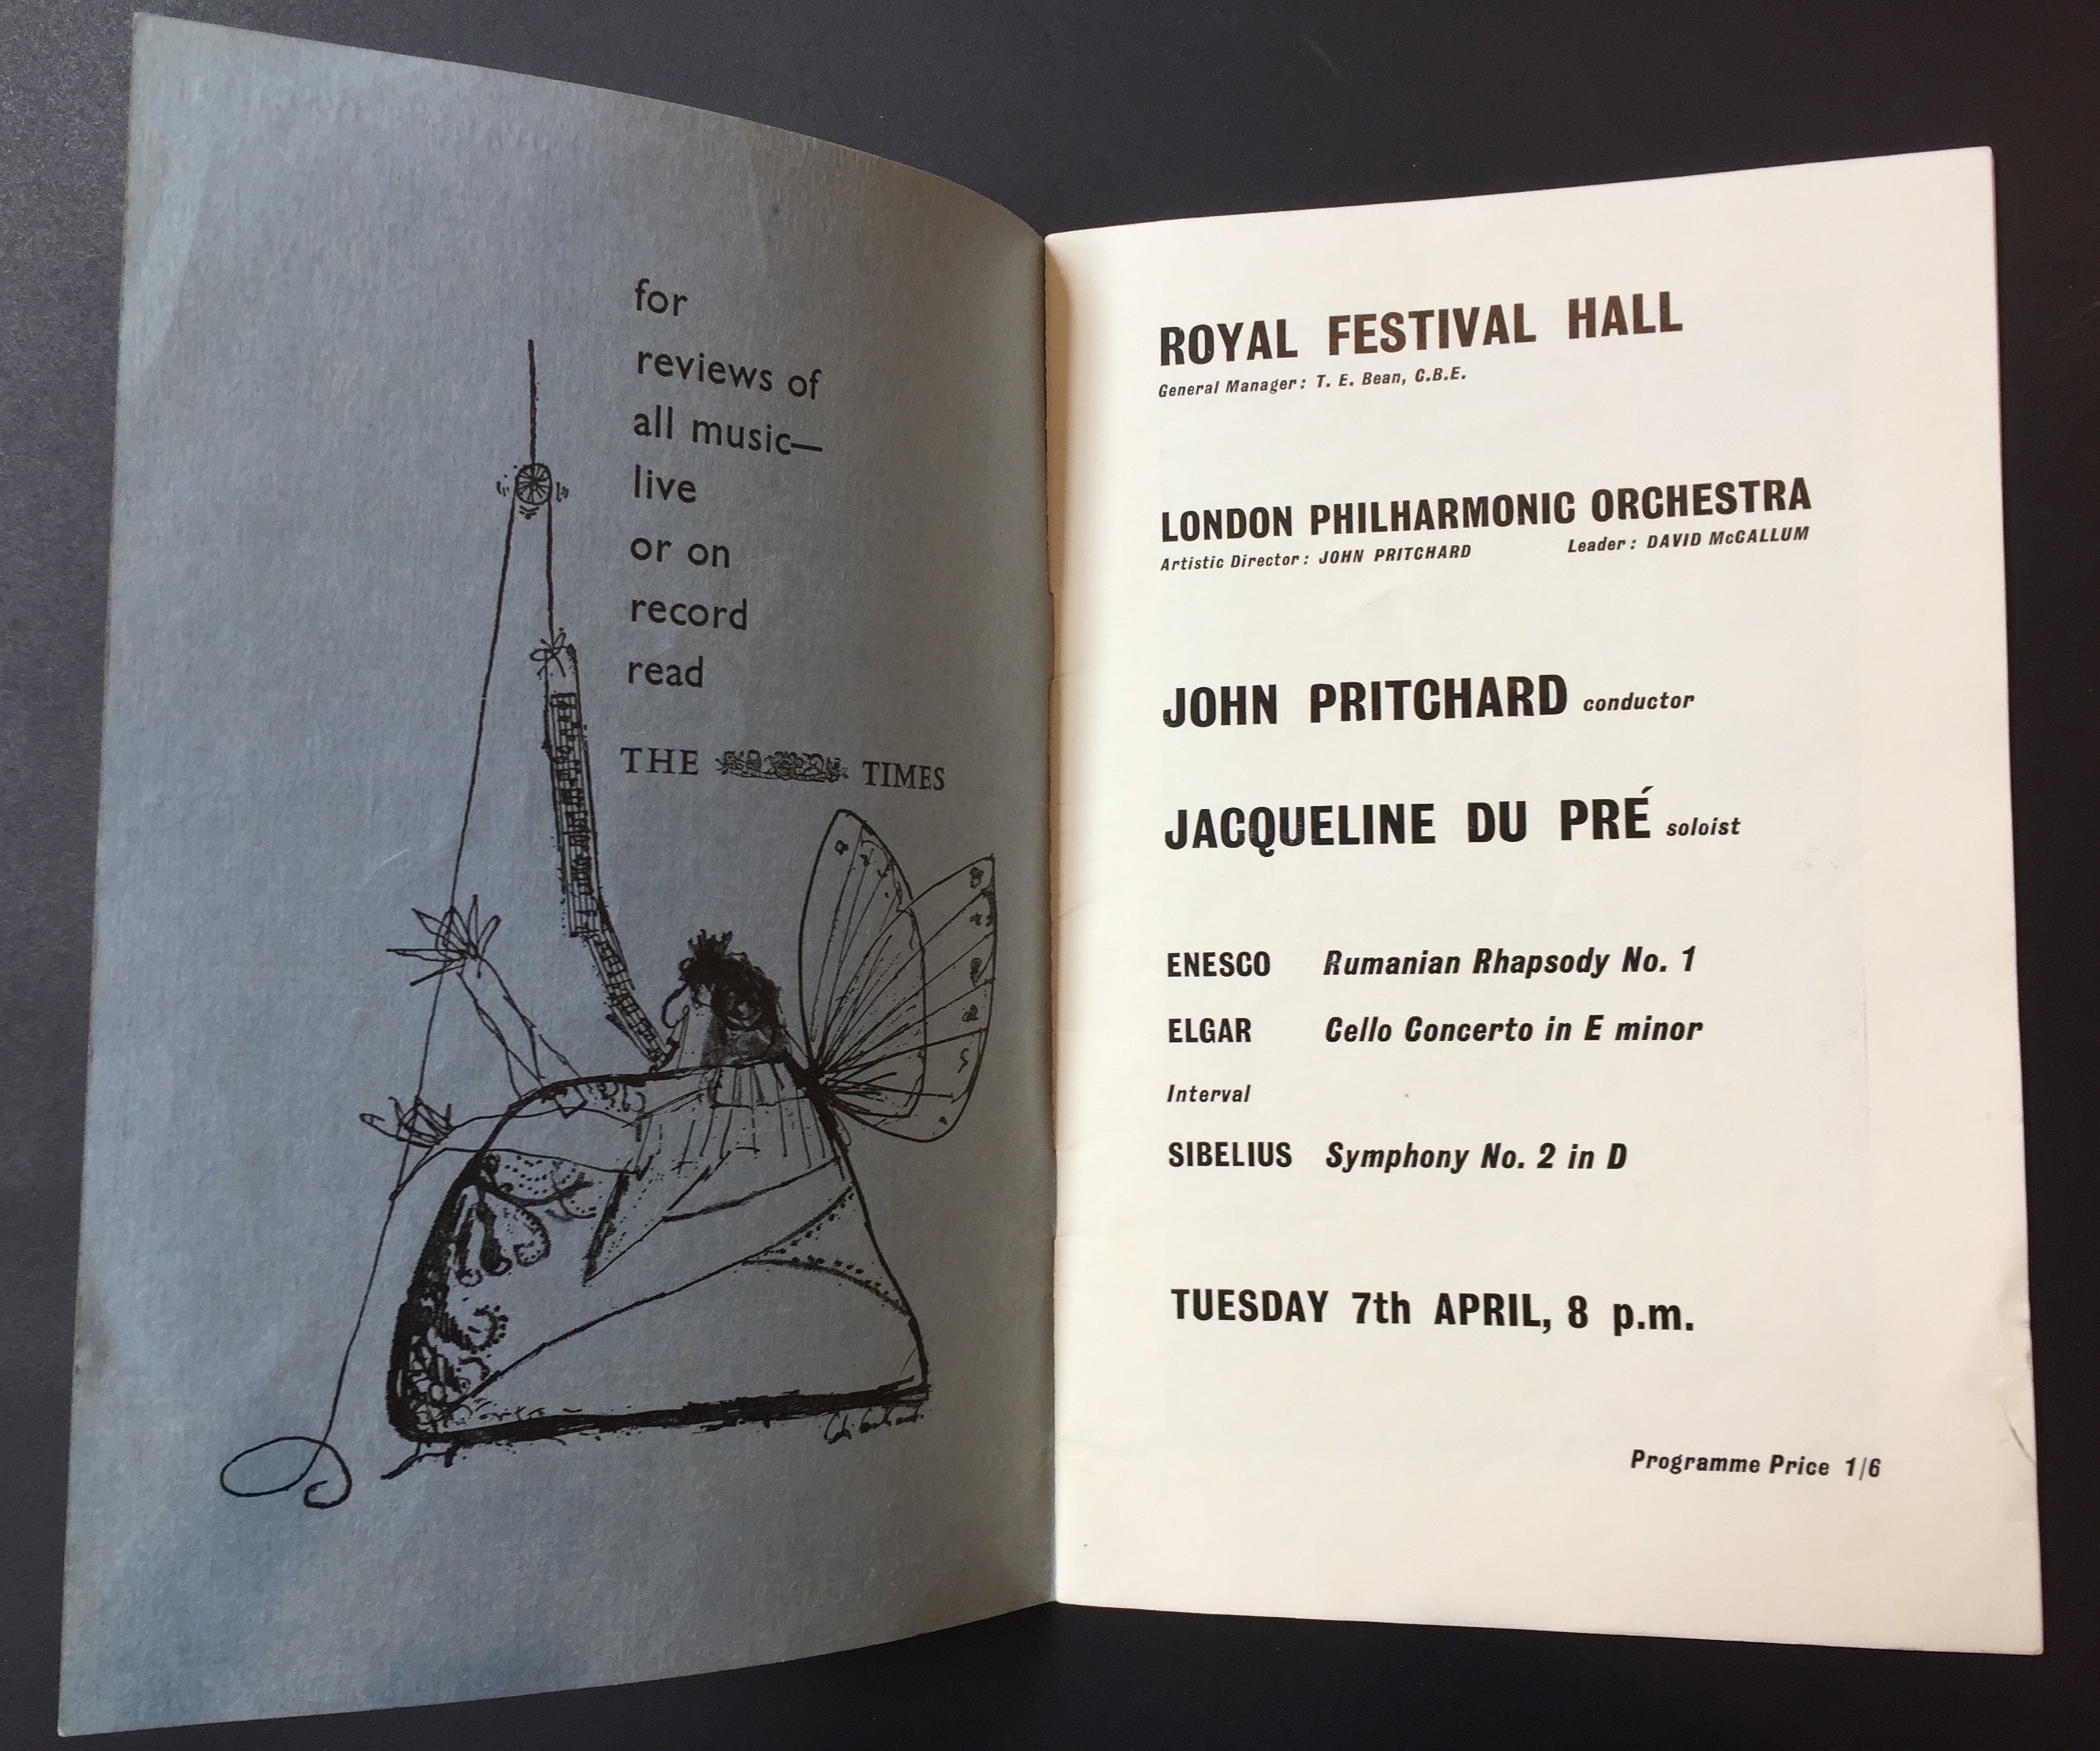 for
reviews of
all music—
live
or on
record
read
THE TIMES
ROYAL FESTIVAL HALL
General Manager: T. E. Bean, C.B.E.
LONDON PHILHARMONIC ORCHESTRA
Artistic Director: JOHN PRITCHARD Leader: DAVID McCALLUM
JOHN PRITCHARD conductor
JACQUELINE DU PRÉ soloist
ENESCO Rumanian Rhapsody No. 1
ELGAR Cello Concerto in E minor
Interval
SIBELIUS Symphony No. 2 in D
TUESDAY 7th APRIL, 8 p.m.
Programme Price 1/6